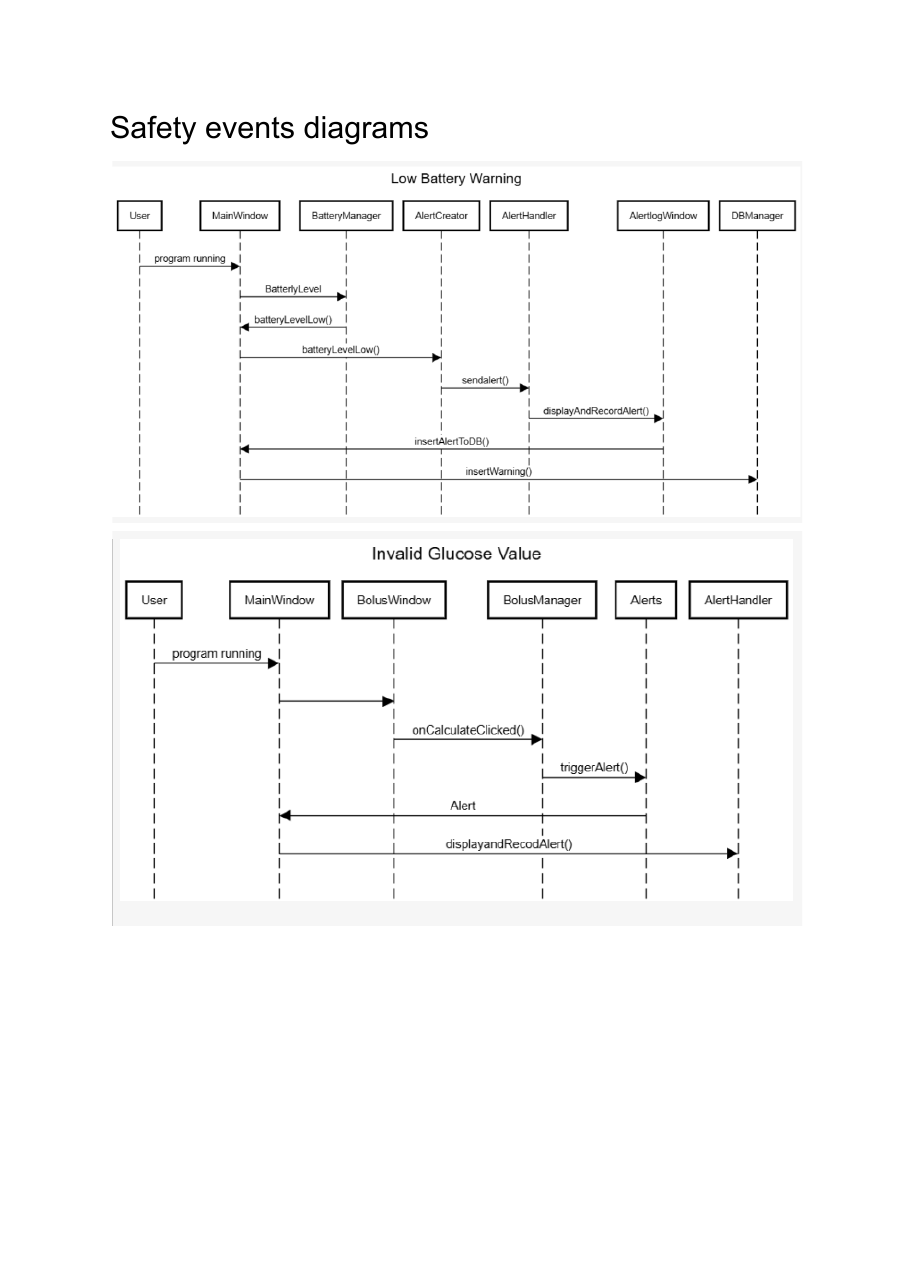 Safety events diagrams
Low Battery Warning
User MainWindow BatteryManager AlertCreator AlertHandler AlertlogWindow DBManager
program running
BatterlyLevel
batteryLevelLow()
batteryLevelLow()
sendalert()
displayAndRecordAlert()
insertAlertToDB()
insertWarning()
Invalid Glucose Value
User MainWindow BolusWindow BolusManager Alerts AlertHandler
program running
onCalculateClicked()
triggerAlert()
Alert
displayandRecodAlert()